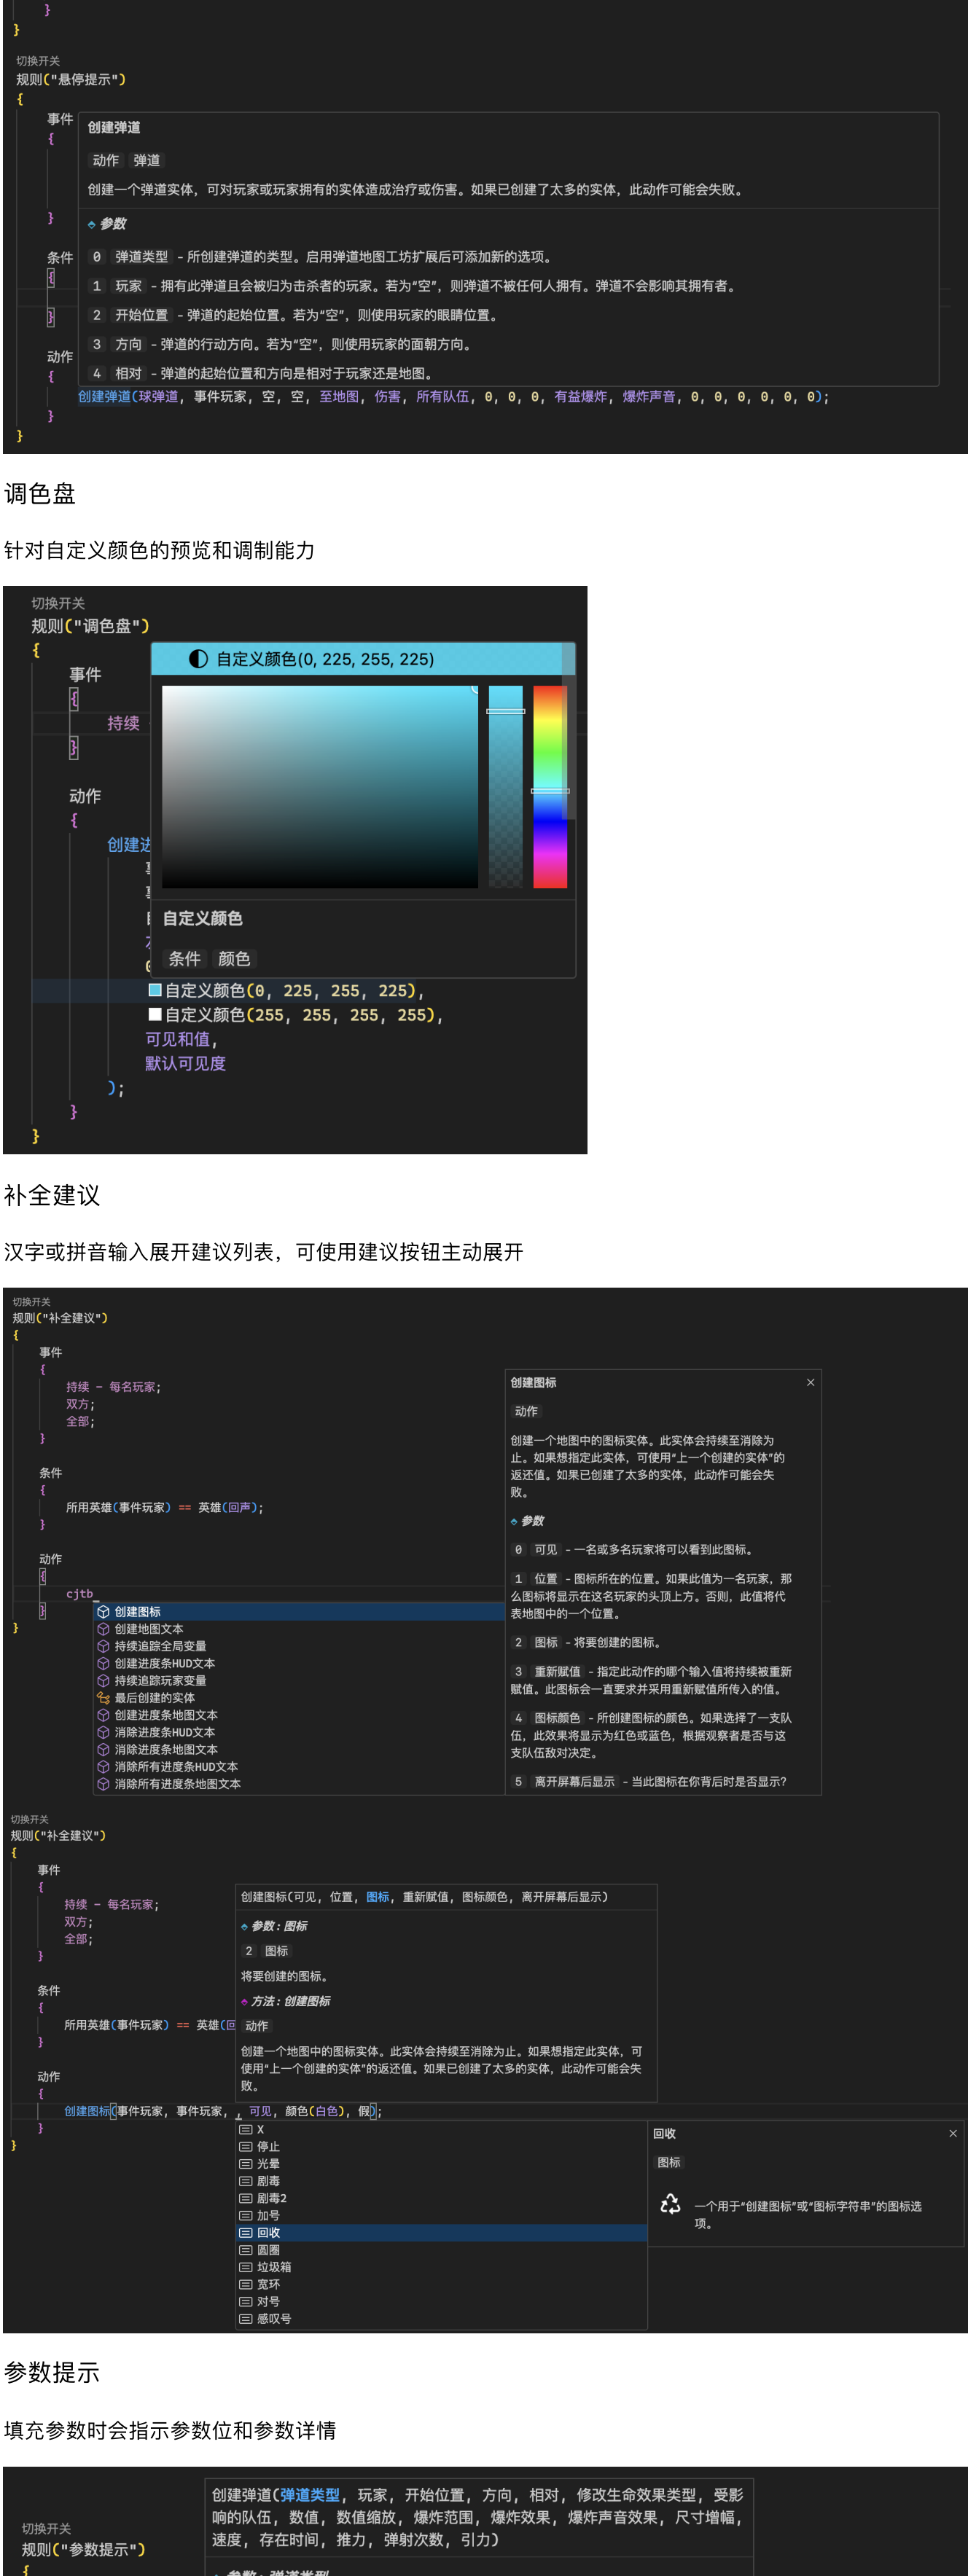 }
}
切换开关
规则("悬停提示")
{
事件
{
}
条件
{
}
动作
{
创建弹道
动作 弹道
创建一个弹道实体，可对玩家或玩家拥有的实体造成治疗或伤害。如果已创建了太多的实体，此动作可能会失败。
参数
0 弹道类型 - 所创建弹道的类型。启用弹道地图工坊扩展后可添加新的选项。
1 玩家 - 拥有此弹道且会被归为击杀者的玩家。若为“空”，则弹道不被任何人拥有。弹道不会影响其拥有者。
2 开始位置 - 弹道的起始位置。若为“空”，则使用玩家的眼睛位置。
3 方向 - 弹道的行动方向。若为“空”，则使用玩家的面朝方向。
4 相对 - 弹道的起始位置和方向是相对于玩家还是地图。
创建弹道(球弹道, 事件玩家, 空, 空, 至地图, 伤害, 所有队伍, 0, 0, 0, 有益爆炸, 爆炸声音, 0, 0, 0, 0, 0, 0);
}
}
调色盘
针对自定义颜色的预览和调制能力
切换开关
规则("调色盘")
{
事件
{
持续
}
动作
{
创建进
自定义颜色(0, 225, 255, 225)
自定义颜色
条件 颜色
自定义颜色(0, 225, 255, 225),
自定义颜色(255, 255, 255, 255),
可见和值,
默认可见度
);
}
}
补全建议
汉字或拼音输入展开建议列表，可使用建议按钮主动展开
切换开关
规则("补全建议")
{
事件
{
持续 - 每名玩家;
双方;
全部;
}
条件
{
所用英雄(事件玩家) == 英雄(回声);
}
动作
{
cjtb
}
}
创建图标
创建地图文本
持续追踪全局变量
创建进度条HUD文本
持续追踪玩家变量
最后创建的实体
创建进度条地图文本
消除进度条HUD文本
消除进度条地图文本
消除所有进度条HUD文本
消除所有进度条地图文本
创建图标
动作
创建一个地图中的图标实体。此实体会持续至消除为
止。如果想指定此实体，可使用“上一个创建的实体”的
返还值。如果已创建了太多的实体，此动作可能会失
败。
参数
0 可见 - 一名或多名玩家将可以看到此图标。
1 位置 - 图标所在的位置。如果此值为一名玩家，那
么图标将显示在这名玩家的头顶上方。否则，此值将代
表地图中的一个位置。
2 图标 - 将要创建的图标。
3 重新赋值 - 指定此动作的哪个输入值将持续被重新
赋值。此图标会一直要求并采用重新赋值所传入的值。
4 图标颜色 - 所创建图标的颜色。如果选择了一支队
伍，此效果将显示为红色或蓝色，根据观察者是否与这
支队伍敌对决定。
5 离开屏幕后显示 - 当此图标在你背后时是否显示?
切换开关
规则("补全建议")
{
事件
{
持续 - 每名玩家;
双方;
全部;
}
条件
{
所用英雄(事件玩家) == 英雄(回
}
动作
{
创建图标(可见, 位置, 图标, 重新赋值, 图标颜色, 离开屏幕后显示)
参数：图标
2 图标
将要创建的图标。
方法：创建图标
动作
创建一个地图中的图标实体。此实体会持续至消除为止。如果想指定此实体，可
使用“上一个创建的实体”的返还值。如果已创建了太多的实体，此动作可能会失
败。
创建图标(事件玩家, 事件玩家, , 可见, 颜色(白色), 假);
}
}
X
停止
光晕
剧毒
剧毒2
加号
回收
圆圈
垃圾箱
宽环
对号
感叹号
回收
图标
一个用于“创建图标”或“图标字符串”的图标选
项。
参数提示
填充参数时会指示参数位和参数详情
切换开关
规则("参数提示")
{
创建弹道(弹道类型, 玩家, 开始位置, 方向, 相对, 修改生命效果类型, 受影
响的队伍, 数值, 数值缩放, 爆炸范围, 爆炸效果, 爆炸声音效果, 尺寸增幅,
速度, 存在时间, 推力, 弹射次数, 引力)